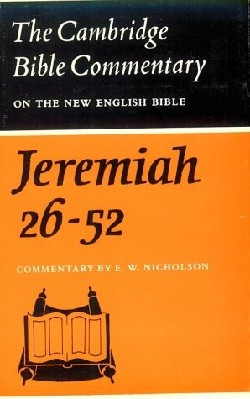 The Cambridge
Bible Commentary
ON THE NEW ENGLISH BIBLE
Jeremiah
26-52
COMMENTARY BY E. W. NICHOLSON